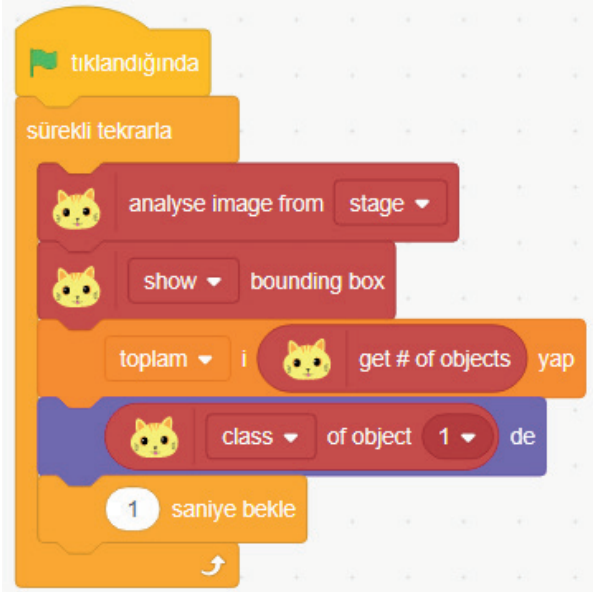 tıklandığında
sürekli tekrarla
analyse image from stage
show bounding box
toplam i get # of objects yap
class of object 1 de
1 saniye bekle